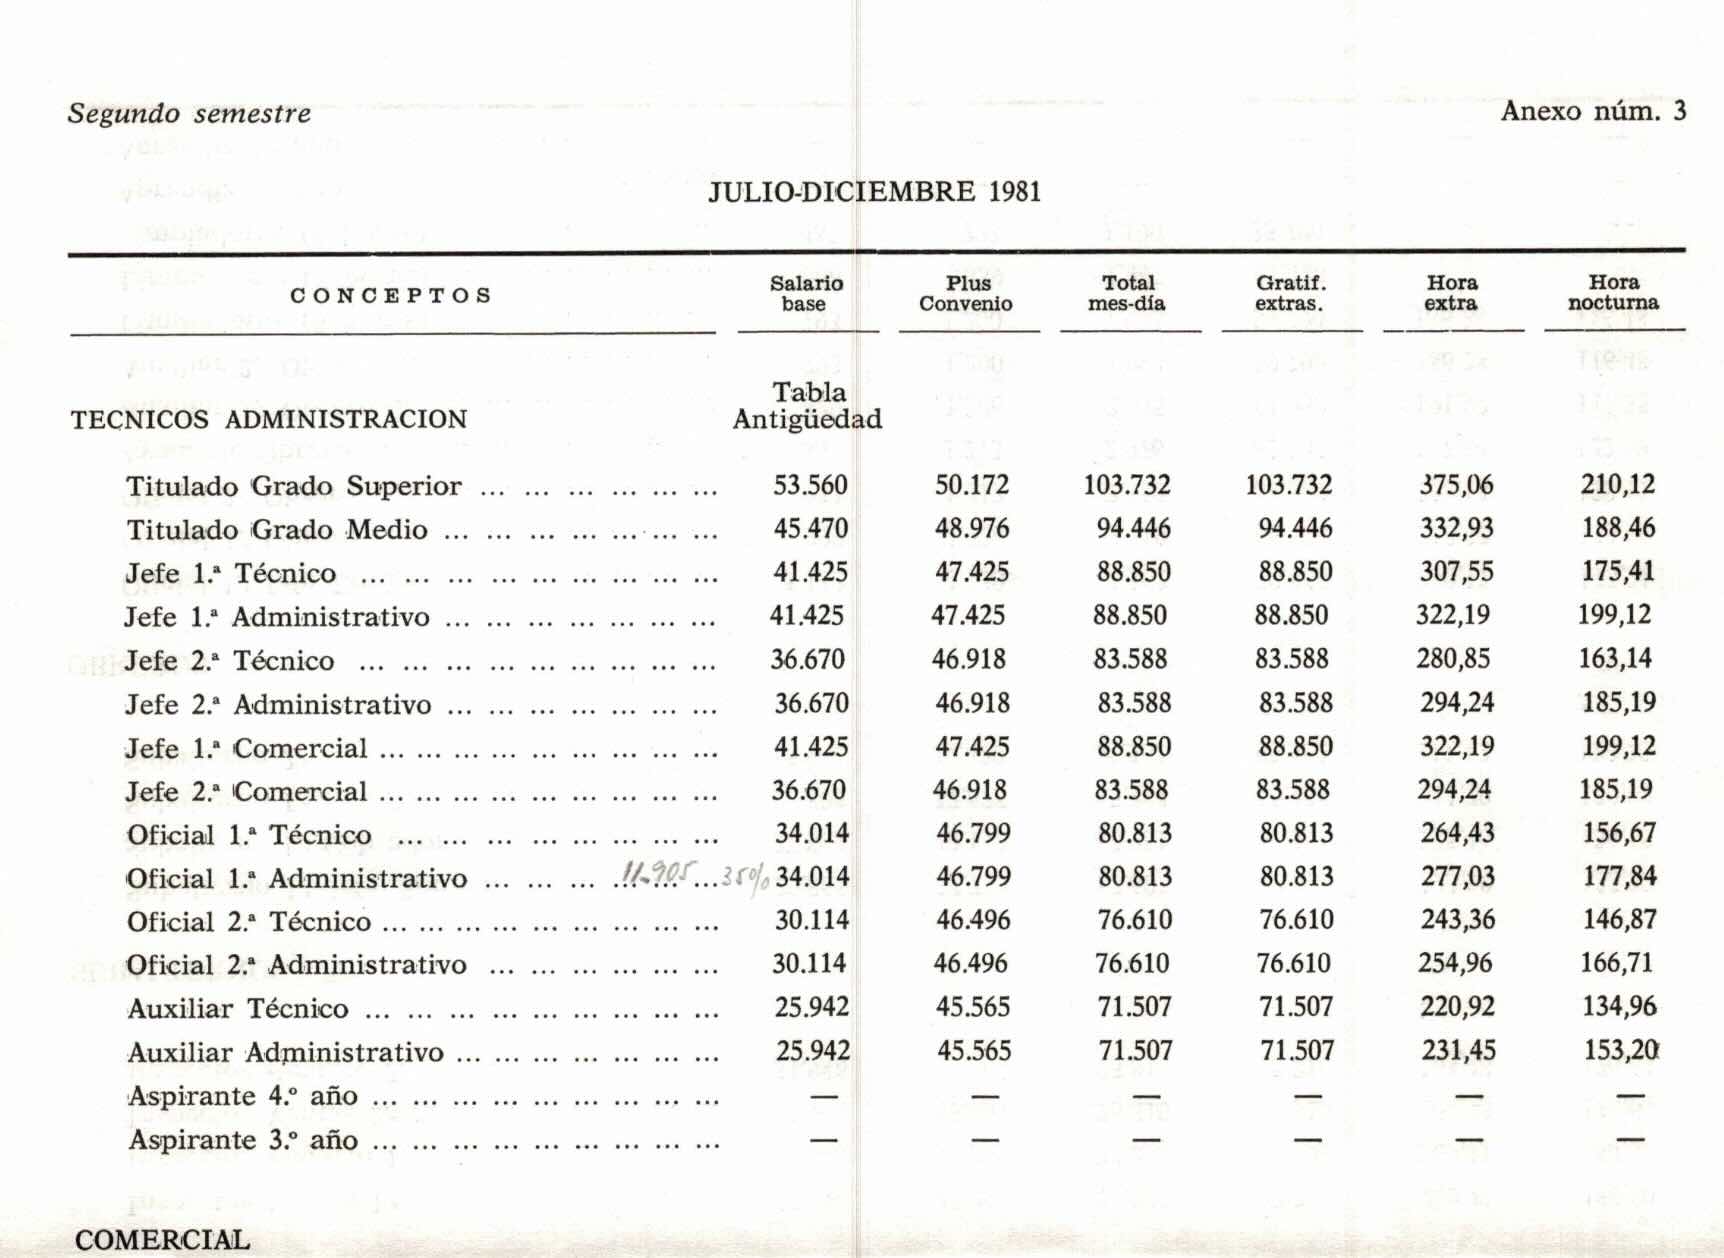 Segundo semestre Anexo núm. 3
JULIO-DICIEMBRE 1981
CONCEPTOS Salario base Plus Convenio Total mes-día Gratif. extras. Hora extra Hora nocturna
TECNICOS ADMINISTRACION Tabla Antigüedad
Titulado Grado Superior ... ... ... ... ... ... 53.560 50.172 103.732 103.732 375,06 210,12
Titulado Grado Medio ... ... ... ... ... ... ... 45.470 48.976 94.446 94.446 332,93 188,46
Jefe 1.ª Técnico ... ... ... ... ... ... ... ... ... 41.425 47.425 88.850 88.850 307,55 175,41
Jefe 1.ª Administrativo ... ... ... ... ... ... ... 41.425 47.425 88.850 88.850 322,19 199,12
Jefe 2.ª Técnico ... ... ... ... ... ... ... ... ... 36.670 46.918 83.588 83.588 280,85 163,14
Jefe 2.ª Administrativo ... ... ... ... ... ... ... 36.670 46.918 83.588 83.588 294,24 185,19
Jefe 1.ª Comercial ... ... ... ... ... ... ... ... ... 41.425 47.425 88.850 88.850 322,19 199,12
Jefe 2.ª Comercial ... ... ... ... ... ... ... ... ... 36.670 46.918 83.588 83.588 294,24 185,19
Oficial 1.ª Técnico ... ... ... ... ... ... ... ... 34.014 46.799 80.813 80.813 264,43 156,67
Oficial 1.ª Administrativo ... ... ... ... ... ... 11.905 35% 34.014 46.799 80.813 80.813 277,03 177,84
Oficial 2.ª Técnico ... ... ... ... ... ... ... ... ... 30.114 46.496 76.610 76.610 243,36 146,87
Oficial 2.ª Administrativo ... ... ... ... ... ... 30.114 46.496 76.610 76.610 254,96 166,71
Auxiliar Técnico ... ... ... ... ... ... ... ... ... 25.942 45.565 71.507 71.507 220,92 134,96
Auxiliar Administrativo ... ... ... ... ... ... ... 25.942 45.565 71.507 71.507 231,45 153,20
Aspirante 4.º año ... ... ... ... ... ... ... ... ... — — — — — —
Aspirante 3.º año ... ... ... ... ... ... ... ... ... — — — — — —
COMERCIAL